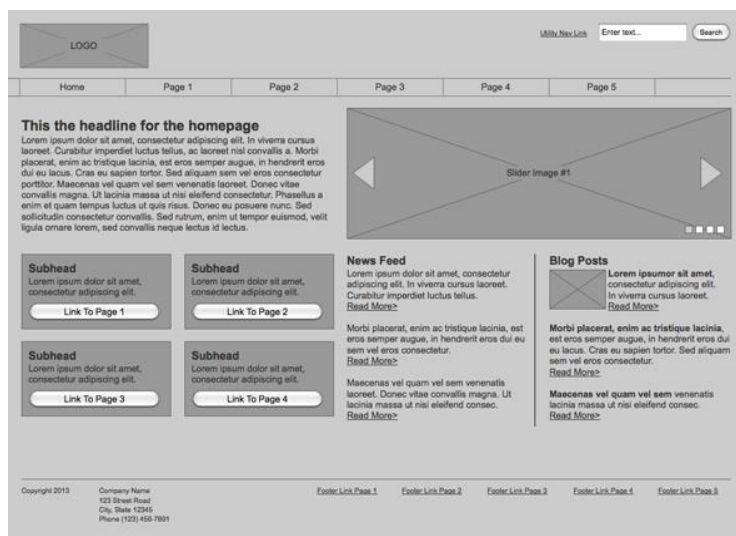 LOGO
Utility Nav Link
Enter text...
Search
Home
Page 1
Page 2
Page 3
Page 4
Page 5
This the headline for the homepage
Lorem ipsum dolor sit amet, consectetur adipiscing elit. In viverra cursus
laoreet. Curabitur imperdiet luctus tellus, ac laoreet nisl convallis a. Morbi
placerat, enim ac tristique lacinia, est eros semper augue, in hendrerit eros
dui eu lacus. Cras eu sapien tortor. Sed aliquam sem vel eros consectetur
porttitor. Maecenas vel quam vel sem venenatis laoreet. Donec vitae
convallis magna. Ut lacinia massa ut nisi eleifend consectetur. Phasellus a
enim et quam tempus luctus ut quis risus. Donec eu posuere nunc. Sed
sollicitudin consectetur convallis. Sed rutrum, enim ut tempor euismod, velit
ligula ornare lorem, sed convallis neque lectus id lectus.
Slider Image #1
Subhead
Lorem ipsum dolor sit amet,
consectetur adipiscing elit.
Link To Page 1
Subhead
Lorem ipsum dolor sit amet,
consectetur adipiscing elit.
Link To Page 2
Subhead
Lorem ipsum dolor sit amet,
consectetur adipiscing elit.
Link To Page 3
Subhead
Lorem ipsum dolor sit amet,
consectetur adipiscing elit.
Link To Page 4
News Feed
Lorem ipsum dolor sit amet, consectetur
adipiscing elit. In viverra cursus laoreet.
Curabitur imperdiet luctus tellus.
Read More>
Morbi placerat, enim ac tristique lacinia, est
eros semper augue, in hendrerit eros dui eu
sem vel eros consectetur.
Read More>
Maecenas vel quam vel sem venenatis
laoreet. Donec vitae convallis magna. Ut
lacinia massa ut nisi eleifend consec.
Read More>
Blog Posts
Lorem ipsumor sit amet,
consectetur adipiscing elit.
In viverra cursus laoreet.
Read More>
Morbi placerat, enim ac tristique lacinia,
est eros semper augue, in hendrerit eros dui
eu lacus. Cras eu sapien tortor. Sed aliquam
sem vel eros consectetur.
Read More>
Maecenas vel quam vel sem venenatis
lacinia massa ut nisi eleifend consec.
Read More>
Copyright 2013
Company Name
123 Street Road
City, State 12345
Phone (123) 456-7891
Footer Link Page 1
Footer Link Page 2
Footer Link Page 3
Footer Link Page 4
Footer Link Page 5